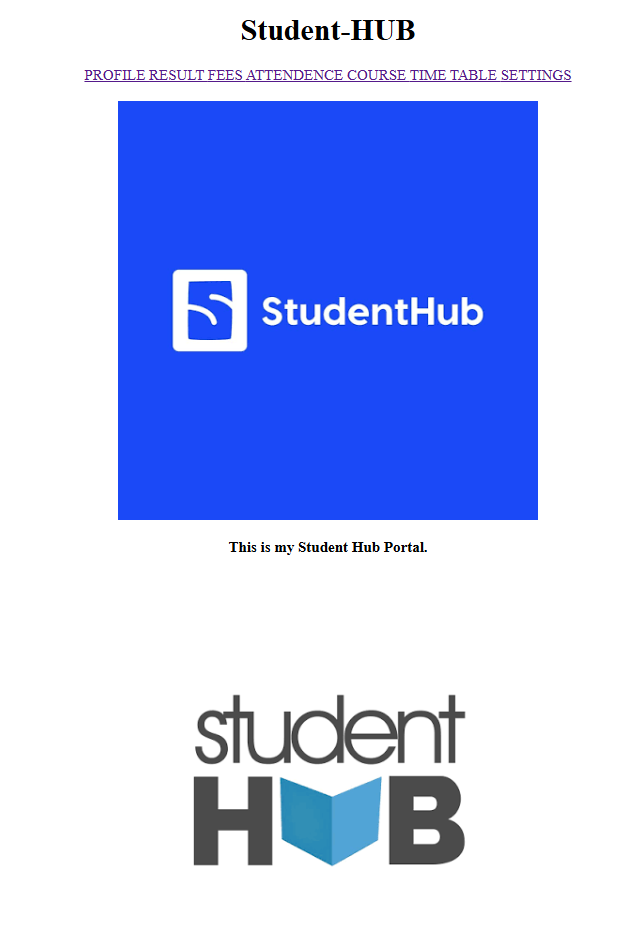 Student-HUB
PROFILE RESULT FEES ATTENDENCE COURSE TIME TABLE SETTINGS
StudentHub
This is my Student Hub Portal.
student
HUB